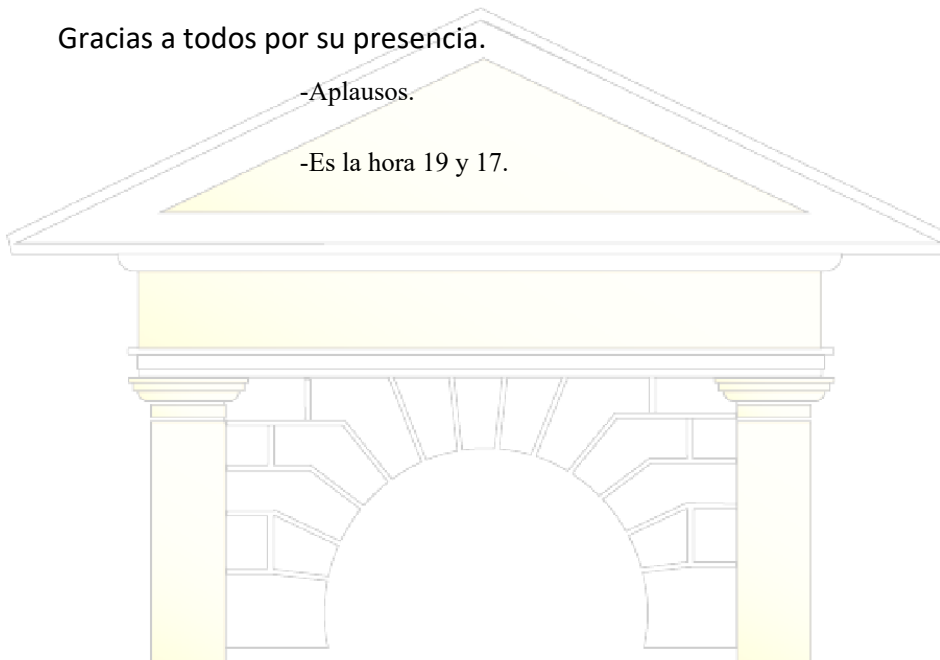 Gracias a todos por su presencia.
-Aplausos.
-Es la hora 19 y 17.